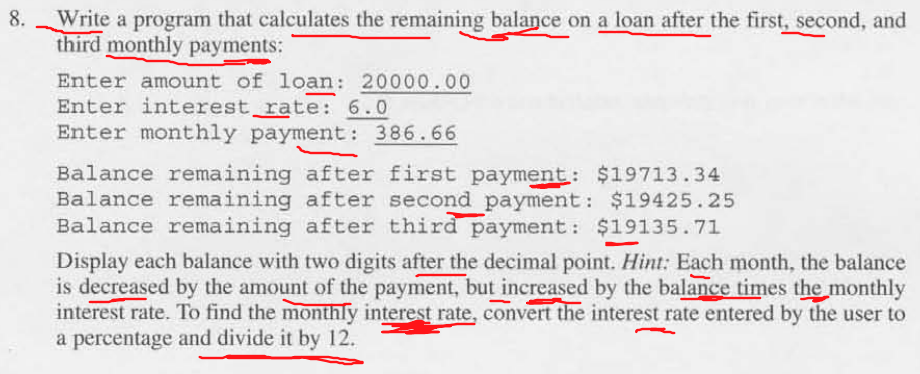 8. Write a program that calculates the remaining balance on a loan after the first, second, and
third monthly payments:
Enter amount of loan: 20000.00
Enter interest rate: 6.0
Enter monthly payment: 386.66
Balance remaining after first payment: $19713.34
Balance remaining after second payment: $19425.25
Balance remaining after third payment: $19135.71
Display each balance with two digits after the decimal point. Hint: Each month, the balance
is decreased by the amount of the payment, but increased by the balance times the monthly
interest rate. To find the monthly interest rate, convert the interest rate entered by the user to
a percentage and divide it by 12.